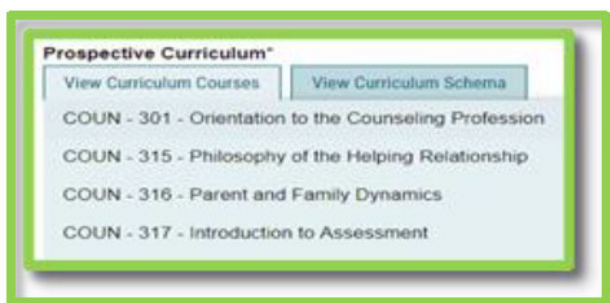 Prospective Curriculum*
View Curriculum Courses View Curriculum Schema
COUN - 301 - Orientation to the Counseling Profession
COUN - 315 - Philosophy of the Helping Relationship
COUN - 316 - Parent and Family Dynamics
COUN - 317 - Introduction to Assessment